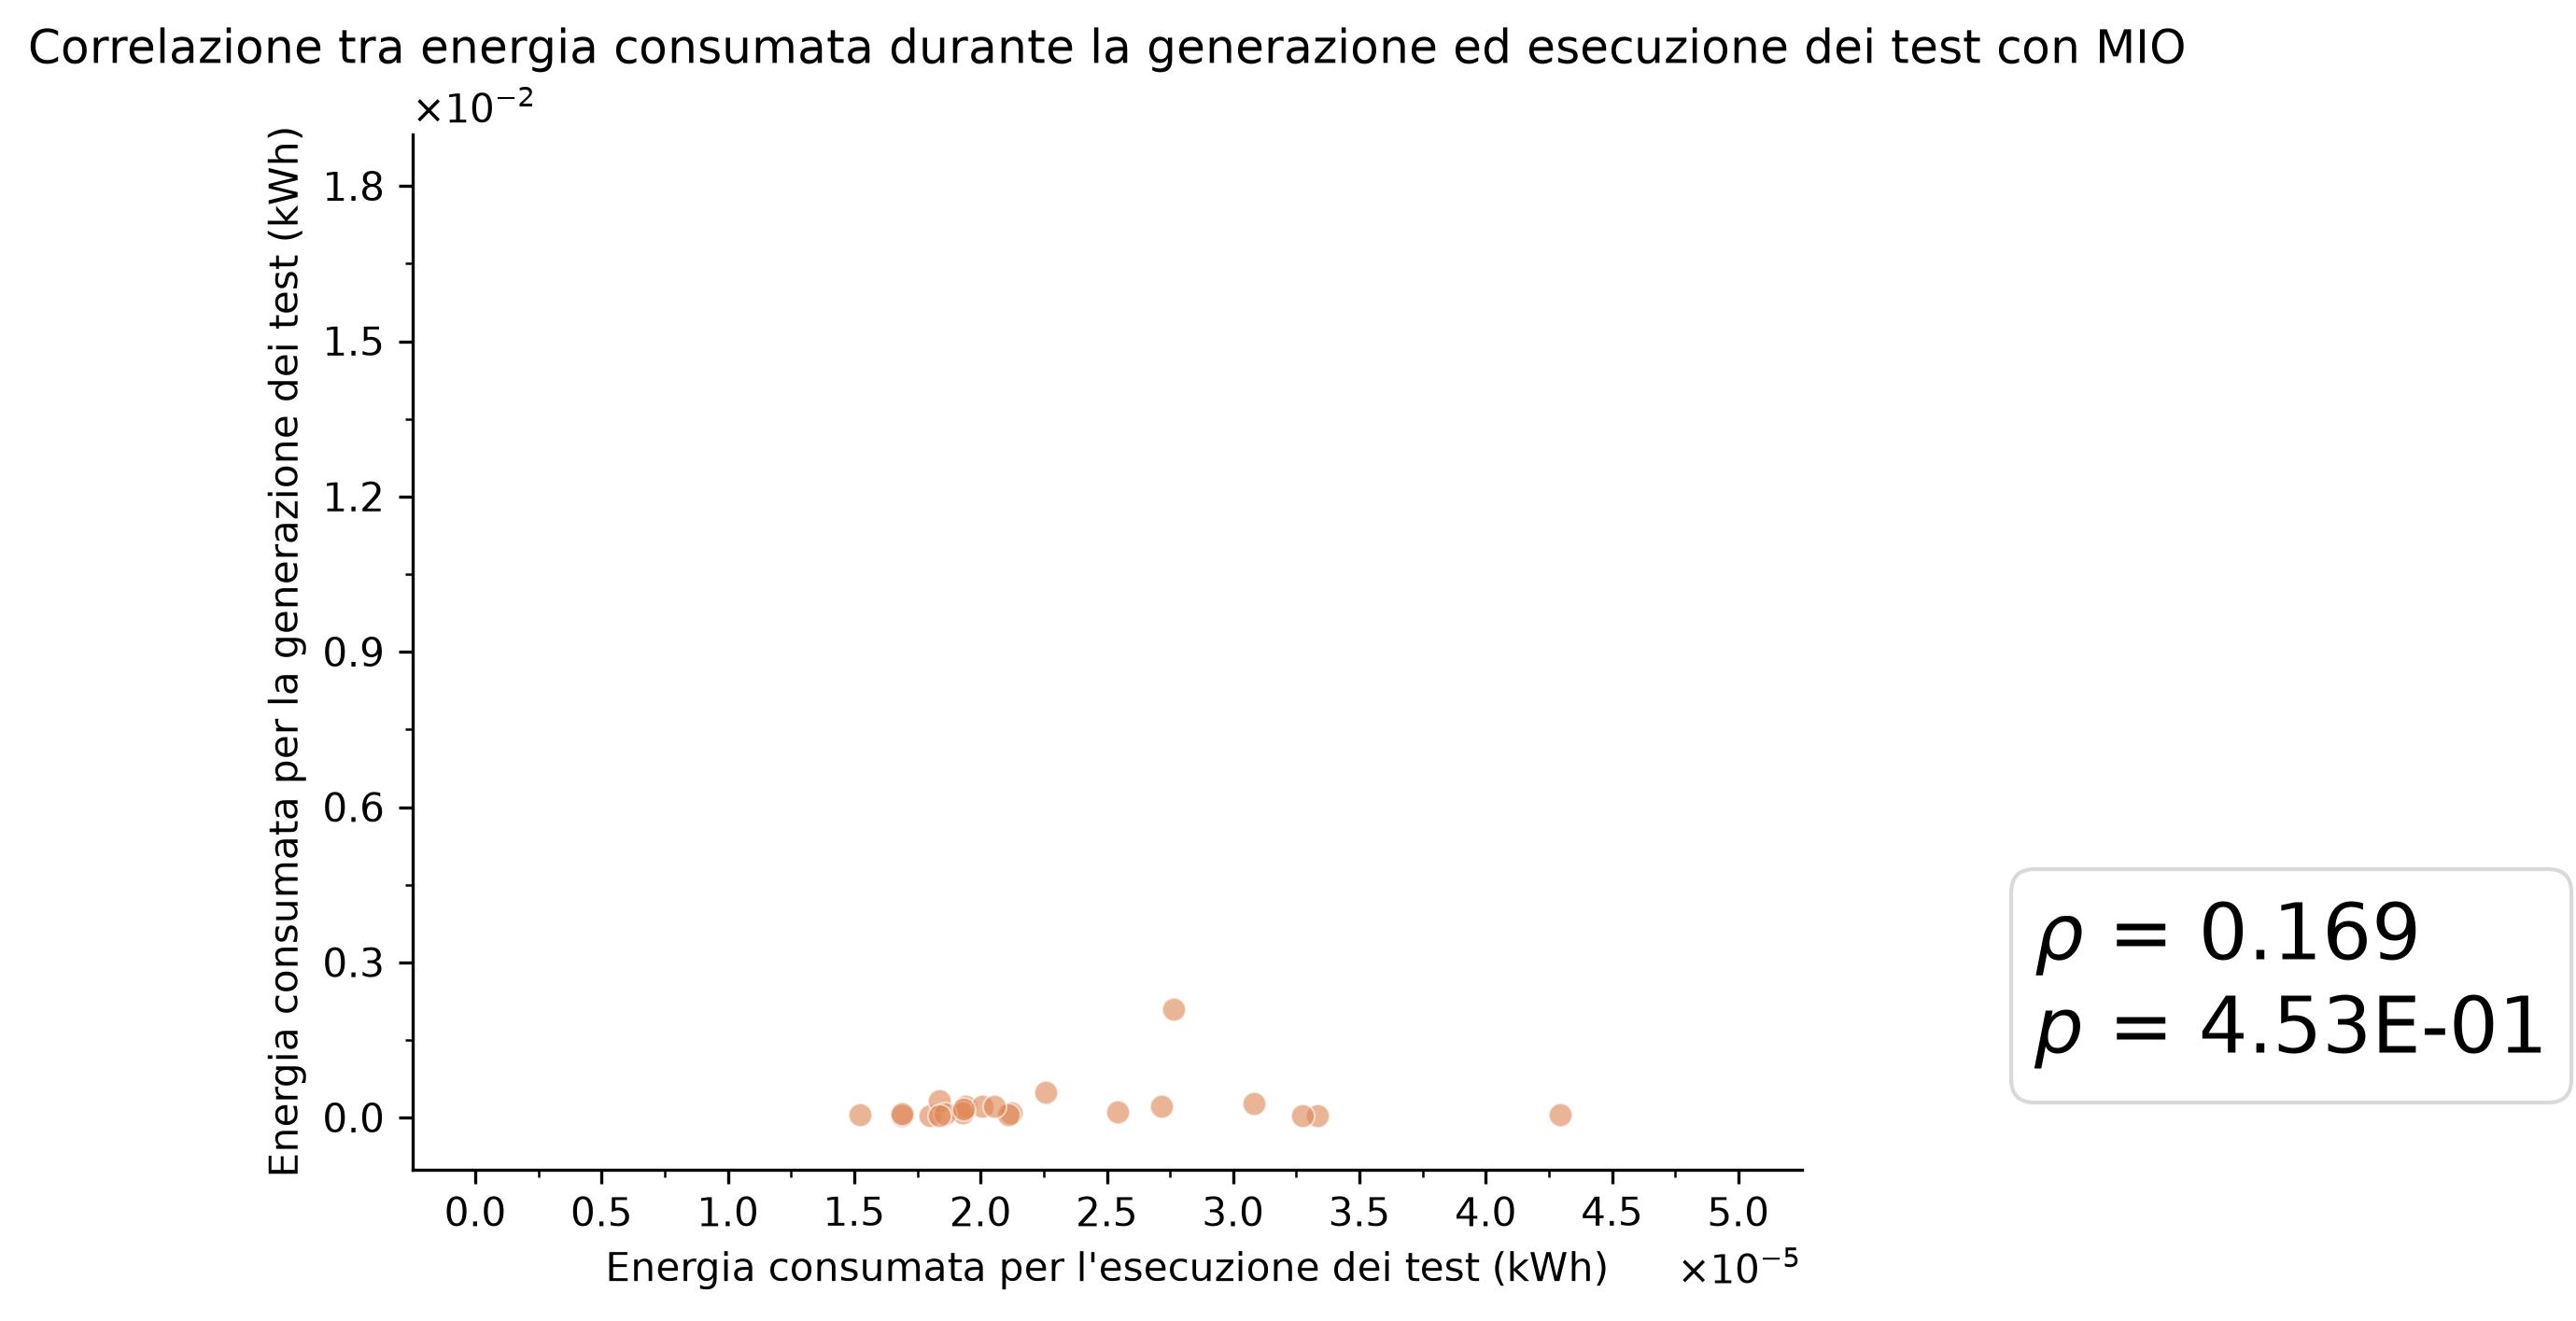 Correlazione tra energia consumata durante la generazione ed esecuzione dei test con MIO
×10⁻²
Energia consumata per la generazione dei test (kWh)
1.8
1.5
1.2
0.9
0.6
0.3
0.0
0.0 0.5 1.0 1.5 2.0 2.5 3.0 3.5 4.0 4.5 5.0
Energia consumata per l'esecuzione dei test (kWh)
×10⁻⁵
ρ = 0.169
p = 4.53E-01